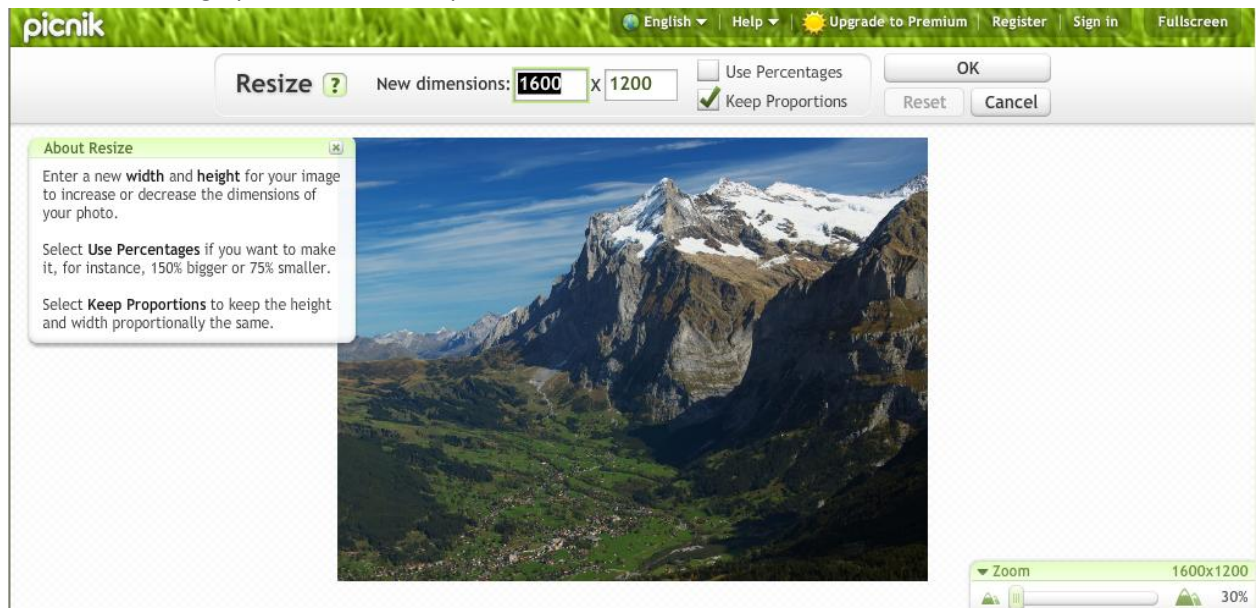 picnik
English Help Upgrade to Premium Register Sign in Fullscreen
Resize ? New dimensions: 1600 x 1200
Use Percentages
Keep Proportions
OK
Reset Cancel
About Resize
Enter a new width and height for your image
to increase or decrease the dimensions of
your photo.
Select Use Percentages if you want to make
it, for instance, 150% bigger or 75% smaller.
Select Keep Proportions to keep the height
and width proportionally the same.
Zoom 1600x1200
30%